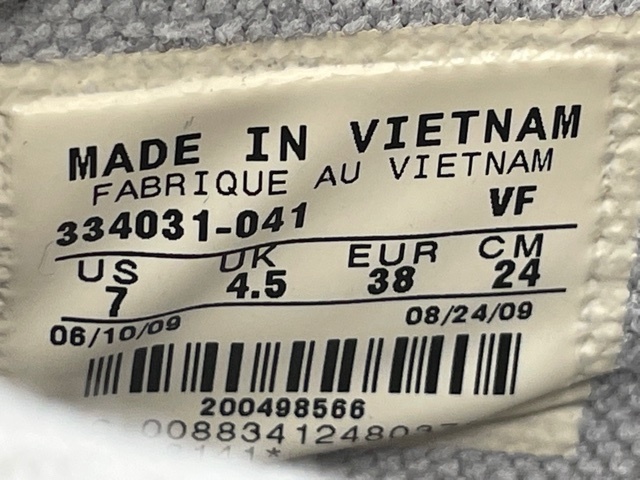 MADE IN VIETNAM
FABRIQUE AU VIETNAM
334031-041 VF
US UK EUR CM
7 4.5 38 24
06/10/09 08/24/09
200498566
00883412480